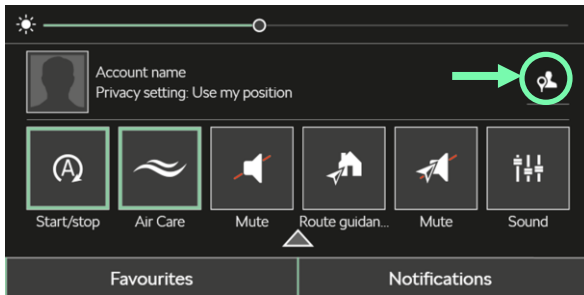 Account name
Privacy setting: Use my position
A
Start/stop
Air Care
Mute
Route guidan...
Mute
Sound
Favourites
Notifications